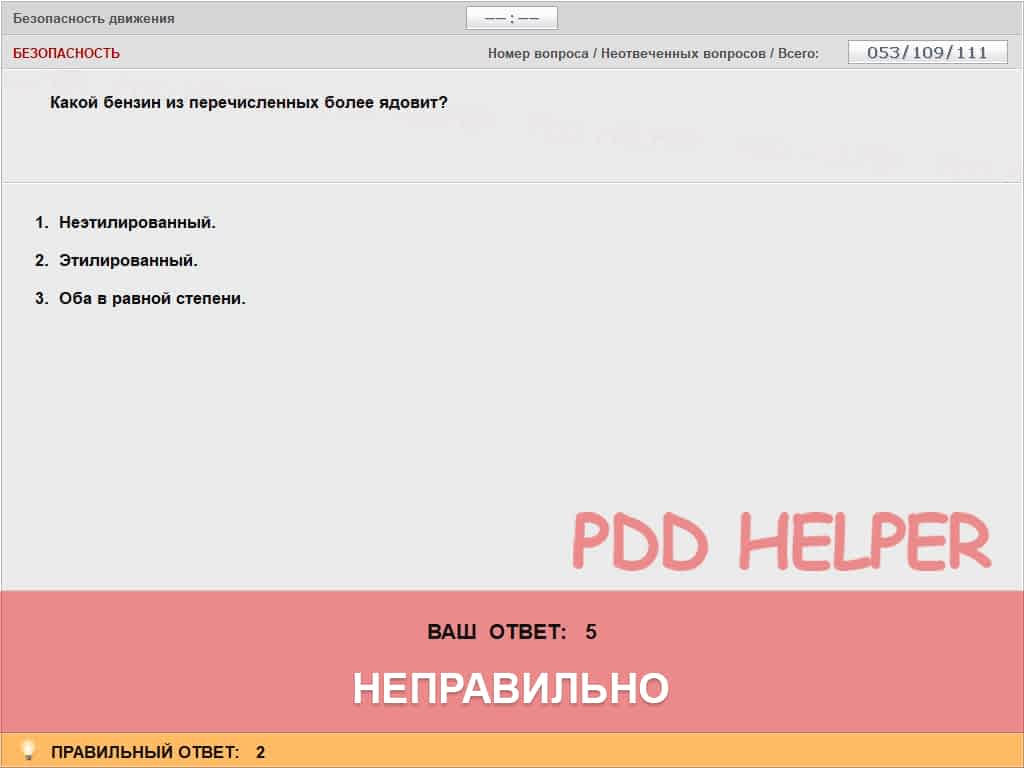 Безопасность движения
–– : ––
БЕЗОПАСНОСТЬ
Номер вопроса / Неотвеченных вопросов / Всего:
053/109/111
Какой бензин из перечисленных более ядовит?
1. Неэтилированный.
2. Этилированный.
3. Оба в равной степени.
PDD HELPER
ВАШ ОТВЕТ: 5
НЕПРАВИЛЬНО
ПРАВИЛЬНЫЙ ОТВЕТ: 2